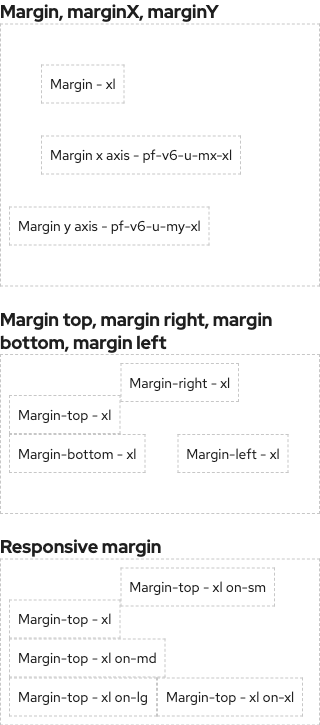 Margin, marginX, marginY
Margin - xl
Margin x axis - pf-v6-u-mx-xl
Margin y axis - pf-v6-u-my-xl
Margin top, margin right, margin
bottom, margin left
Margin-right - xl
Margin-top - xl
Margin-bottom - xl
Margin-left - xl
Responsive margin
Margin-top - xl on-sm
Margin-top - xl
Margin-top - xl on-md
Margin-top - xl on-lg
Margin-top - xl on-xl